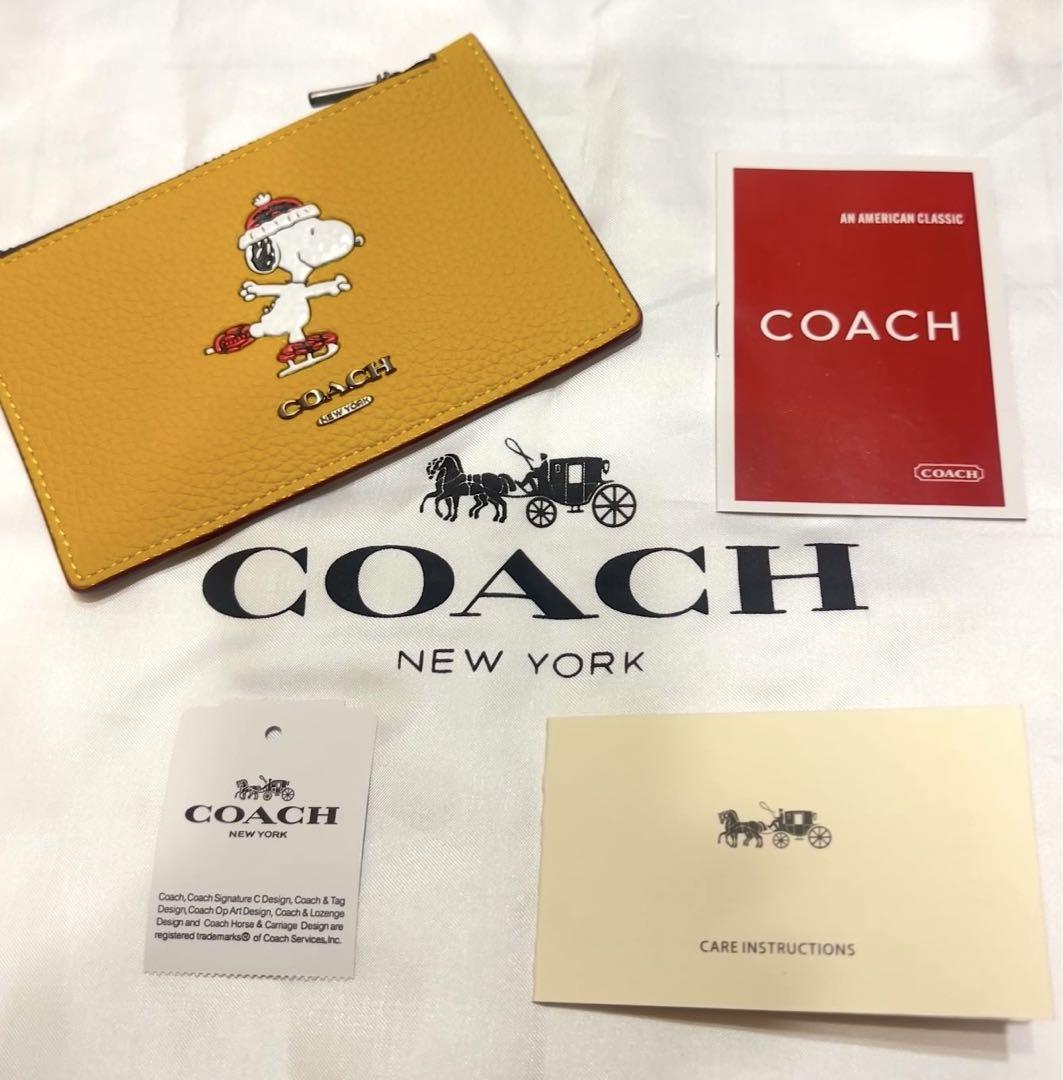 COACH
NEW YORK
AN AMERICAN CLASSIC
COACH
COACH
COACH
NEW YORK
COACH
NEW YORK
Coach, Coach Signature C Design, Coach & Tag
Design, Coach Op Art Design, Coach & Lozenge
Design and Coach Horse & Carriage Design are
registered trademarks® of Coach Services, Inc.
CARE INSTRUCTIONS